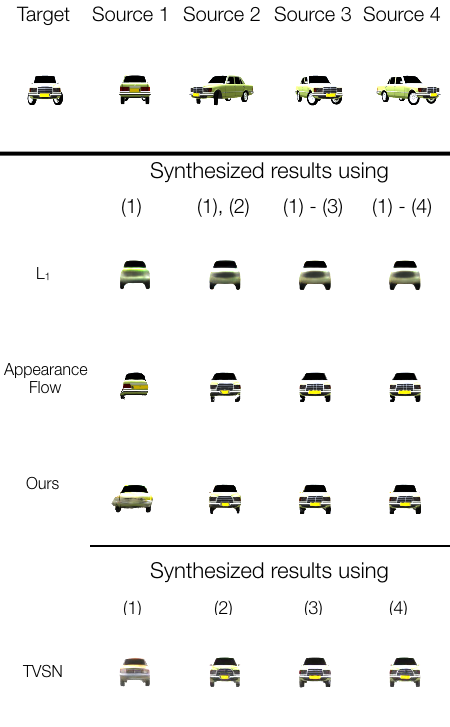 Target Source 1 Source 2 Source 3 Source 4
Synthesized results using
(1) (1), (2) (1) - (3) (1) - (4)
L₁
Appearance
Flow
Ours
Synthesized results using
(1) (2) (3) (4)
TVSN